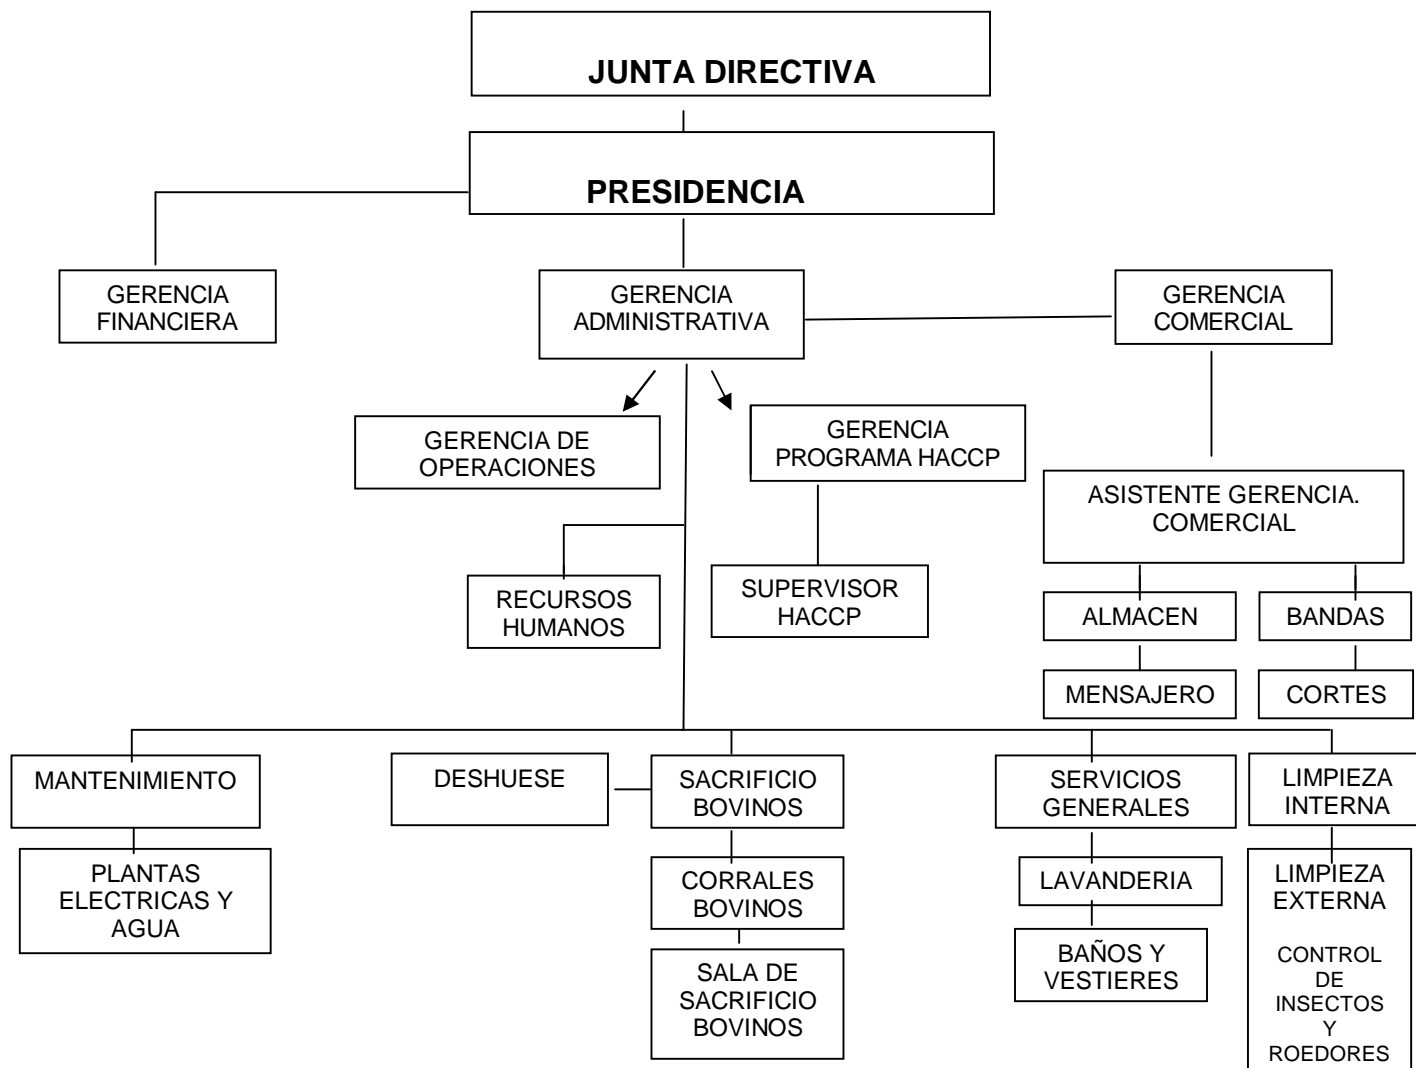 JUNTA DIRECTIVA
PRESIDENCIA
GERENCIA
FINANCIERA
GERENCIA
ADMINISTRATIVA
GERENCIA
COMERCIAL
GERENCIA DE
OPERACIONES
GERENCIA
PROGRAMA HACCP
ASISTENTE GERENCIA.
COMERCIAL
RECURSOS
HUMANOS
SUPERVISOR
HACCP
ALMACEN
BANDAS
MENSAJERO
CORTES
MANTENIMIENTO
DESHUESE
SACRIFICIO
BOVINOS
SERVICIOS
GENERALES
LIMPIEZA
INTERNA
PLANTAS
ELECTRICAS Y
AGUA
CORRALES
BOVINOS
LAVANDERIA
LIMPIEZA
EXTERNA
CONTROL
DE
INSECTOS
Y
ROEDORES
SALA DE
SACRIFICIO
BOVINOS
BAÑOS Y
VESTIERES